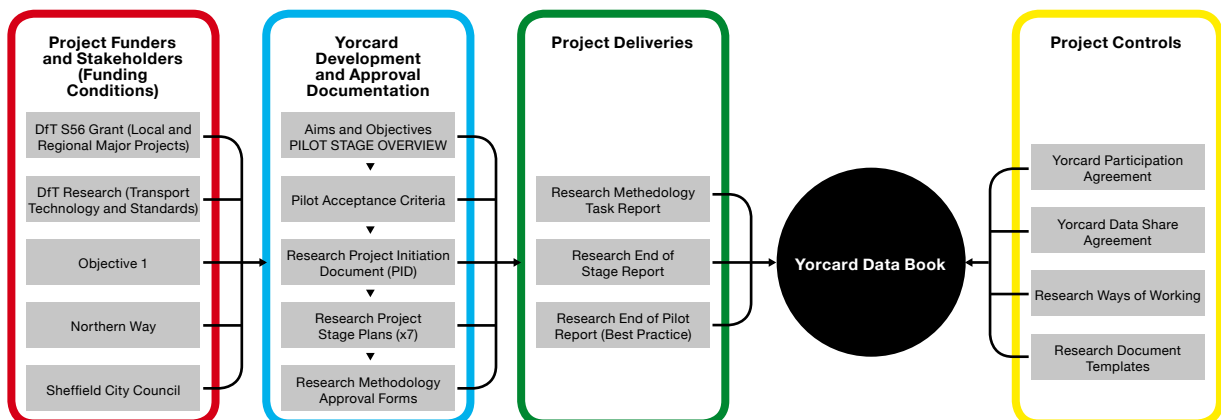 Project Funders
and Stakeholders
(Funding
Conditions)
DfT S56 Grant (Local and
Regional Major Projects)
DfT Research (Transport
Technology and Standards)
Objective 1
Northern Way
Sheffield City Council
Yorcard
Development
and Approval
Documentation
Aims and Objectives
PILOT STAGE OVERVIEW
Pilot Acceptance Criteria
Research Project Initiation
Document (PID)
Research Project
Stage Plans (x7)
Research Methodology
Approval Forms
Project Deliveries
Research Methedology
Task Report
Research End of
Stage Report
Research End of Pilot
Report (Best Practice)
Yorcard Data Book
Project Controls
Yorcard Participation
Agreement
Yorcard Data Share
Agreement
Research Ways of Working
Research Document
Templates